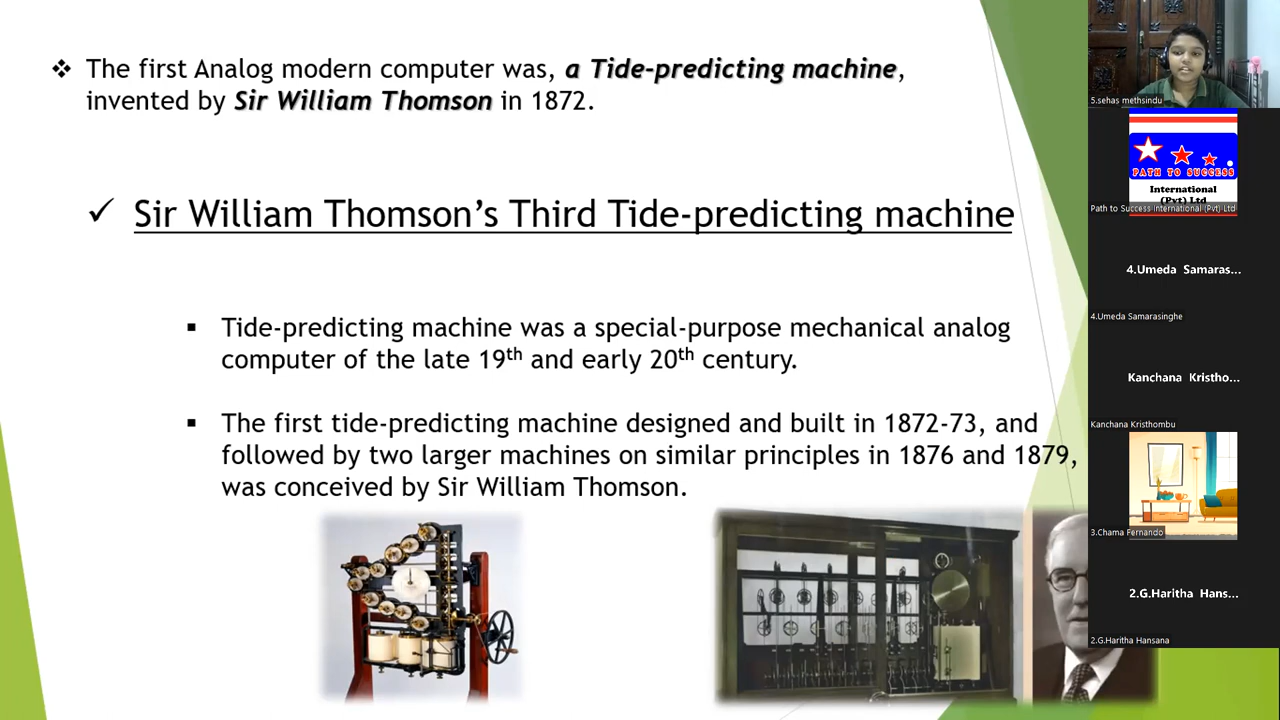 ❖ The first Analog modern computer was, a Tide-predicting machine,
invented by Sir William Thomson in 1872.
✓ Sir William Thomson’s Third Tide-predicting machine
▪ Tide-predicting machine was a special-purpose mechanical analog
computer of the late 19th and early 20th century.
▪ The first tide-predicting machine designed and built in 1872-73, and
followed by two larger machines on similar principles in 1876 and 1879,
was conceived by Sir William Thomson.
5.sehas methsindu
PATH TO SUCCESS
International
(Pvt) Ltd
Path to Success International (Pvt) Ltd
4.Umeda Samaras...
4.Umeda Samarasinghe
Kanchana Kristho...
Kanchana Kristhombu
3.Chama Fernando
2.G.Haritha Hans...
2.G.Haritha Hansana